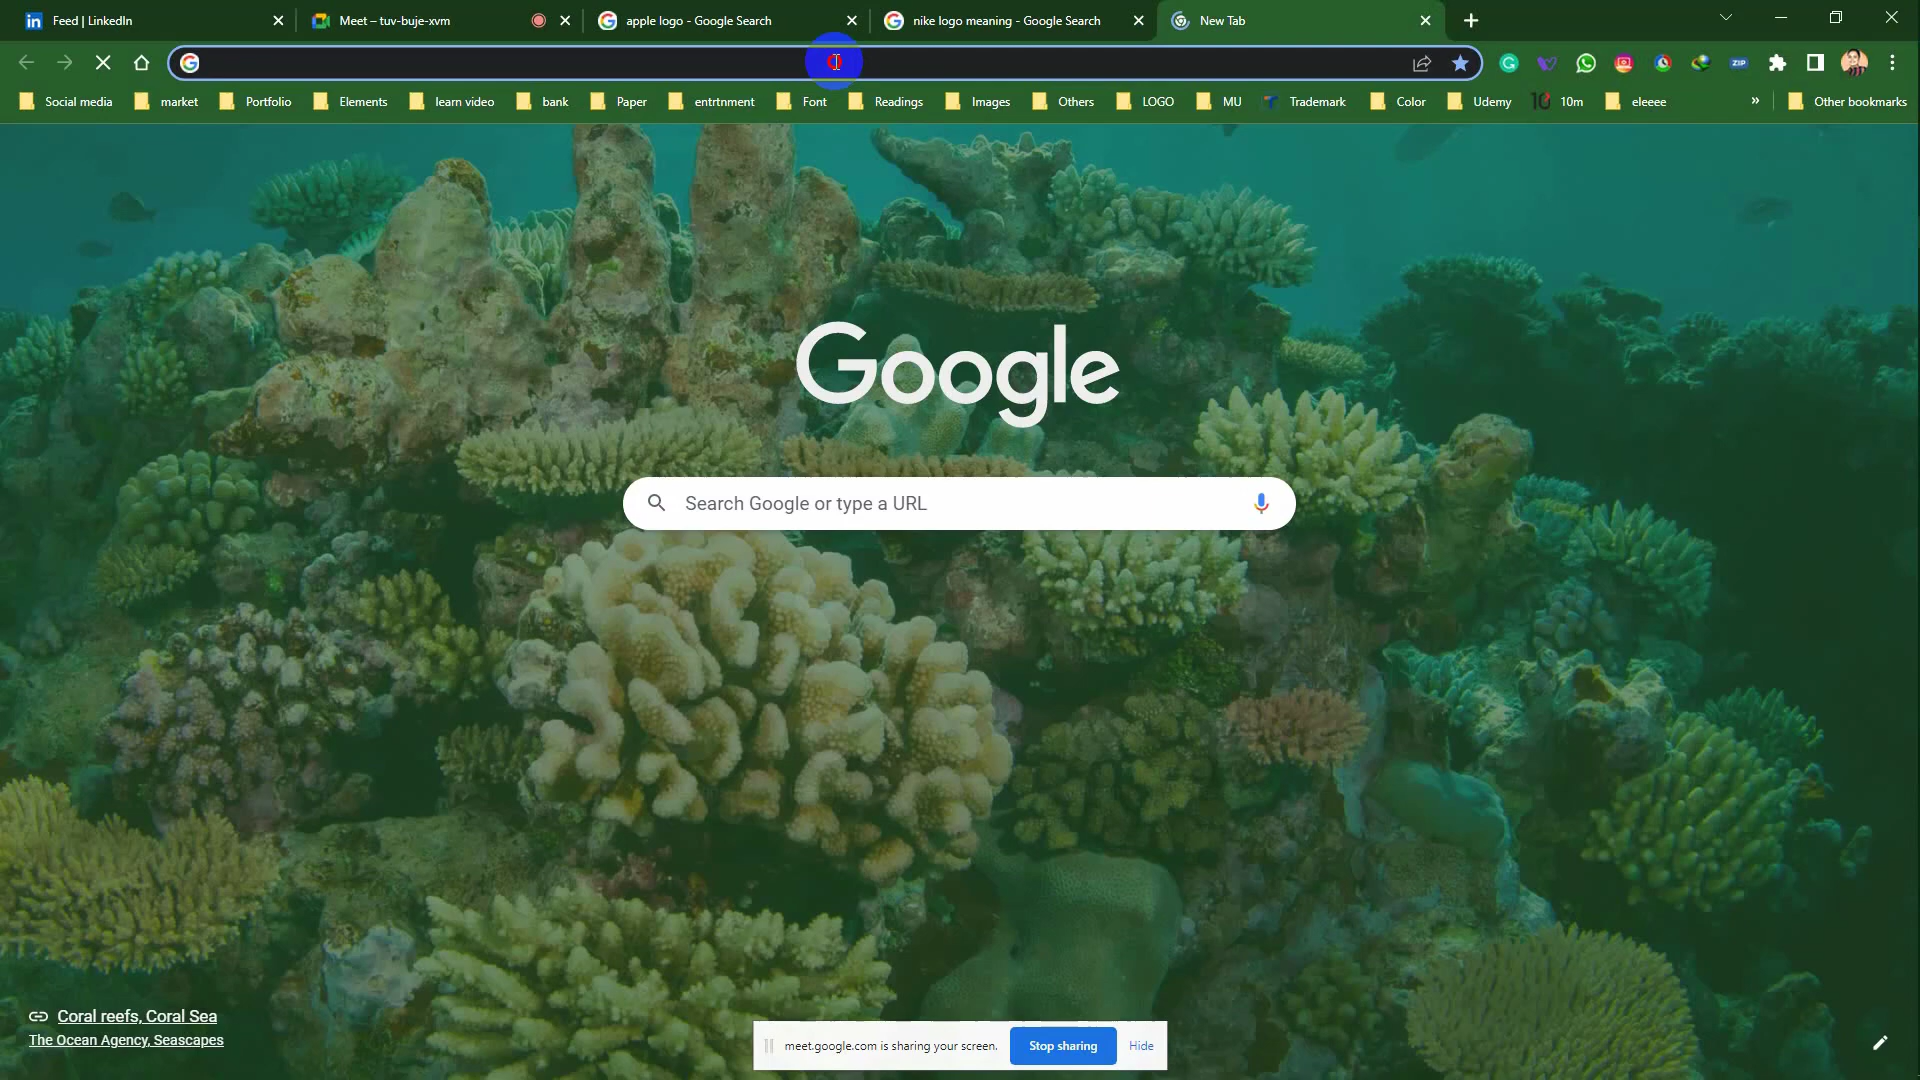 Feed | LinkedIn
Meet – tuv-buje-xvm
apple logo - Google Search
nike logo meaning - Google Search
New Tab
ZIP
Social media
market
Portfolio
Elements
learn video
bank
Paper
entrtnment
Font
Readings
Images
Others
LOGO
MU
Trademark
Color
Udemy
10m
eleeee
»
Other bookmarks
Google
Search Google or type a URL
Coral reefs, Coral Sea
The Ocean Agency, Seascapes
meet.google.com is sharing your screen.
Stop sharing
Hide